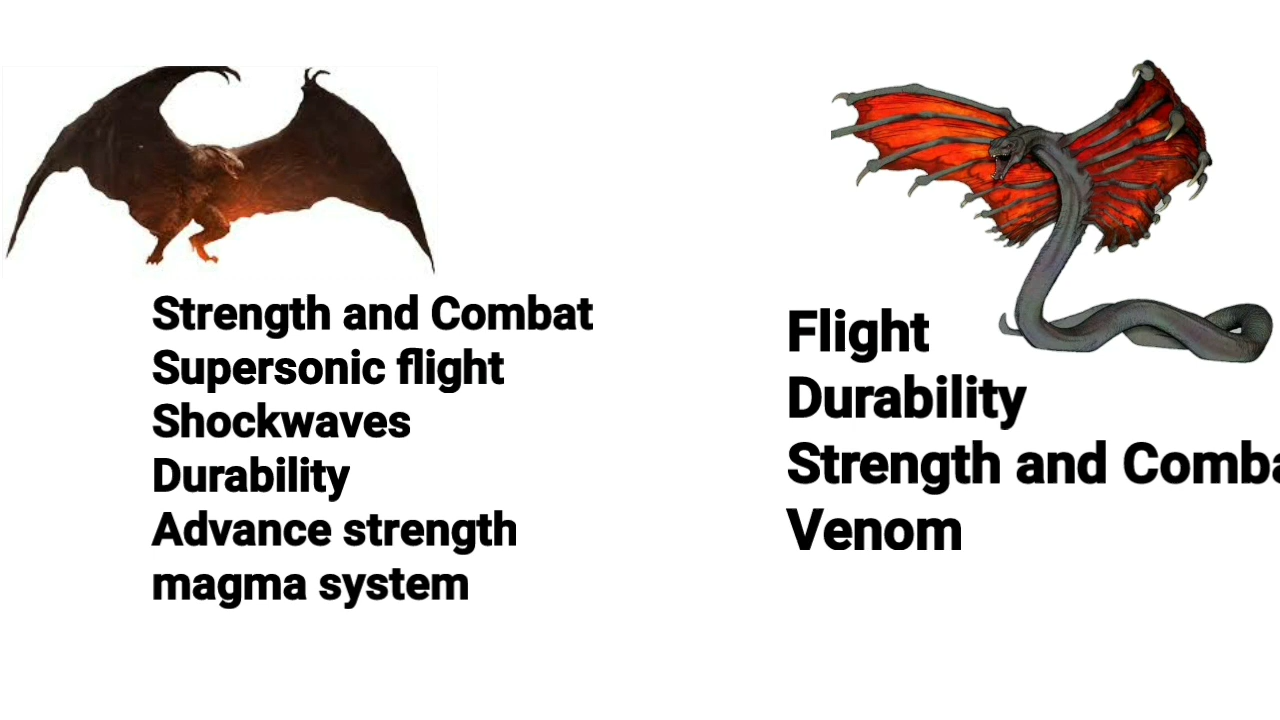 Strength and Combat
Supersonic flight
Shockwaves
Durability
Advance strength
magma system
Flight
Durability
Strength and Comba
Venom